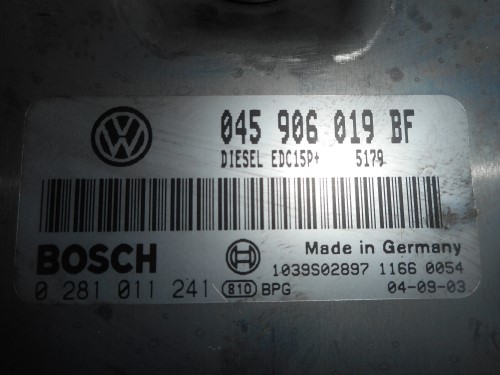 VW 045 906 019 BF
DIESEL EDC15P+ 5179
BOSCH Made in Germany
1039S02897 1166 0054
0 281 011 241 810 BPG 04-09-03